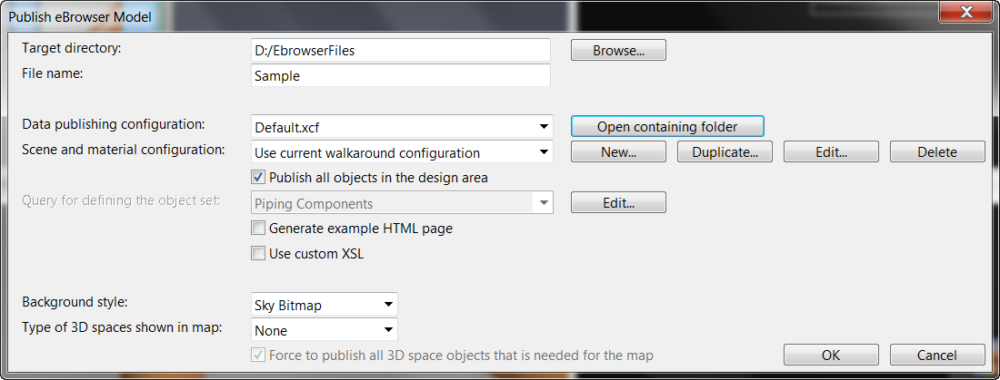 Publish eBrowser Model
Target directory: D:/EbrowserFiles Browse...
File name: Sample
Data publishing configuration: Default.xcf Open containing folder
Scene and material configuration: Use current walkaround configuration New... Duplicate... Edit... Delete
Publish all objects in the design area
Query for defining the object set: Piping Components Edit...
Generate example HTML page
Use custom XSL
Background style: Sky Bitmap
Type of 3D spaces shown in map: None
Force to publish all 3D space objects that is needed for the map OK Cancel